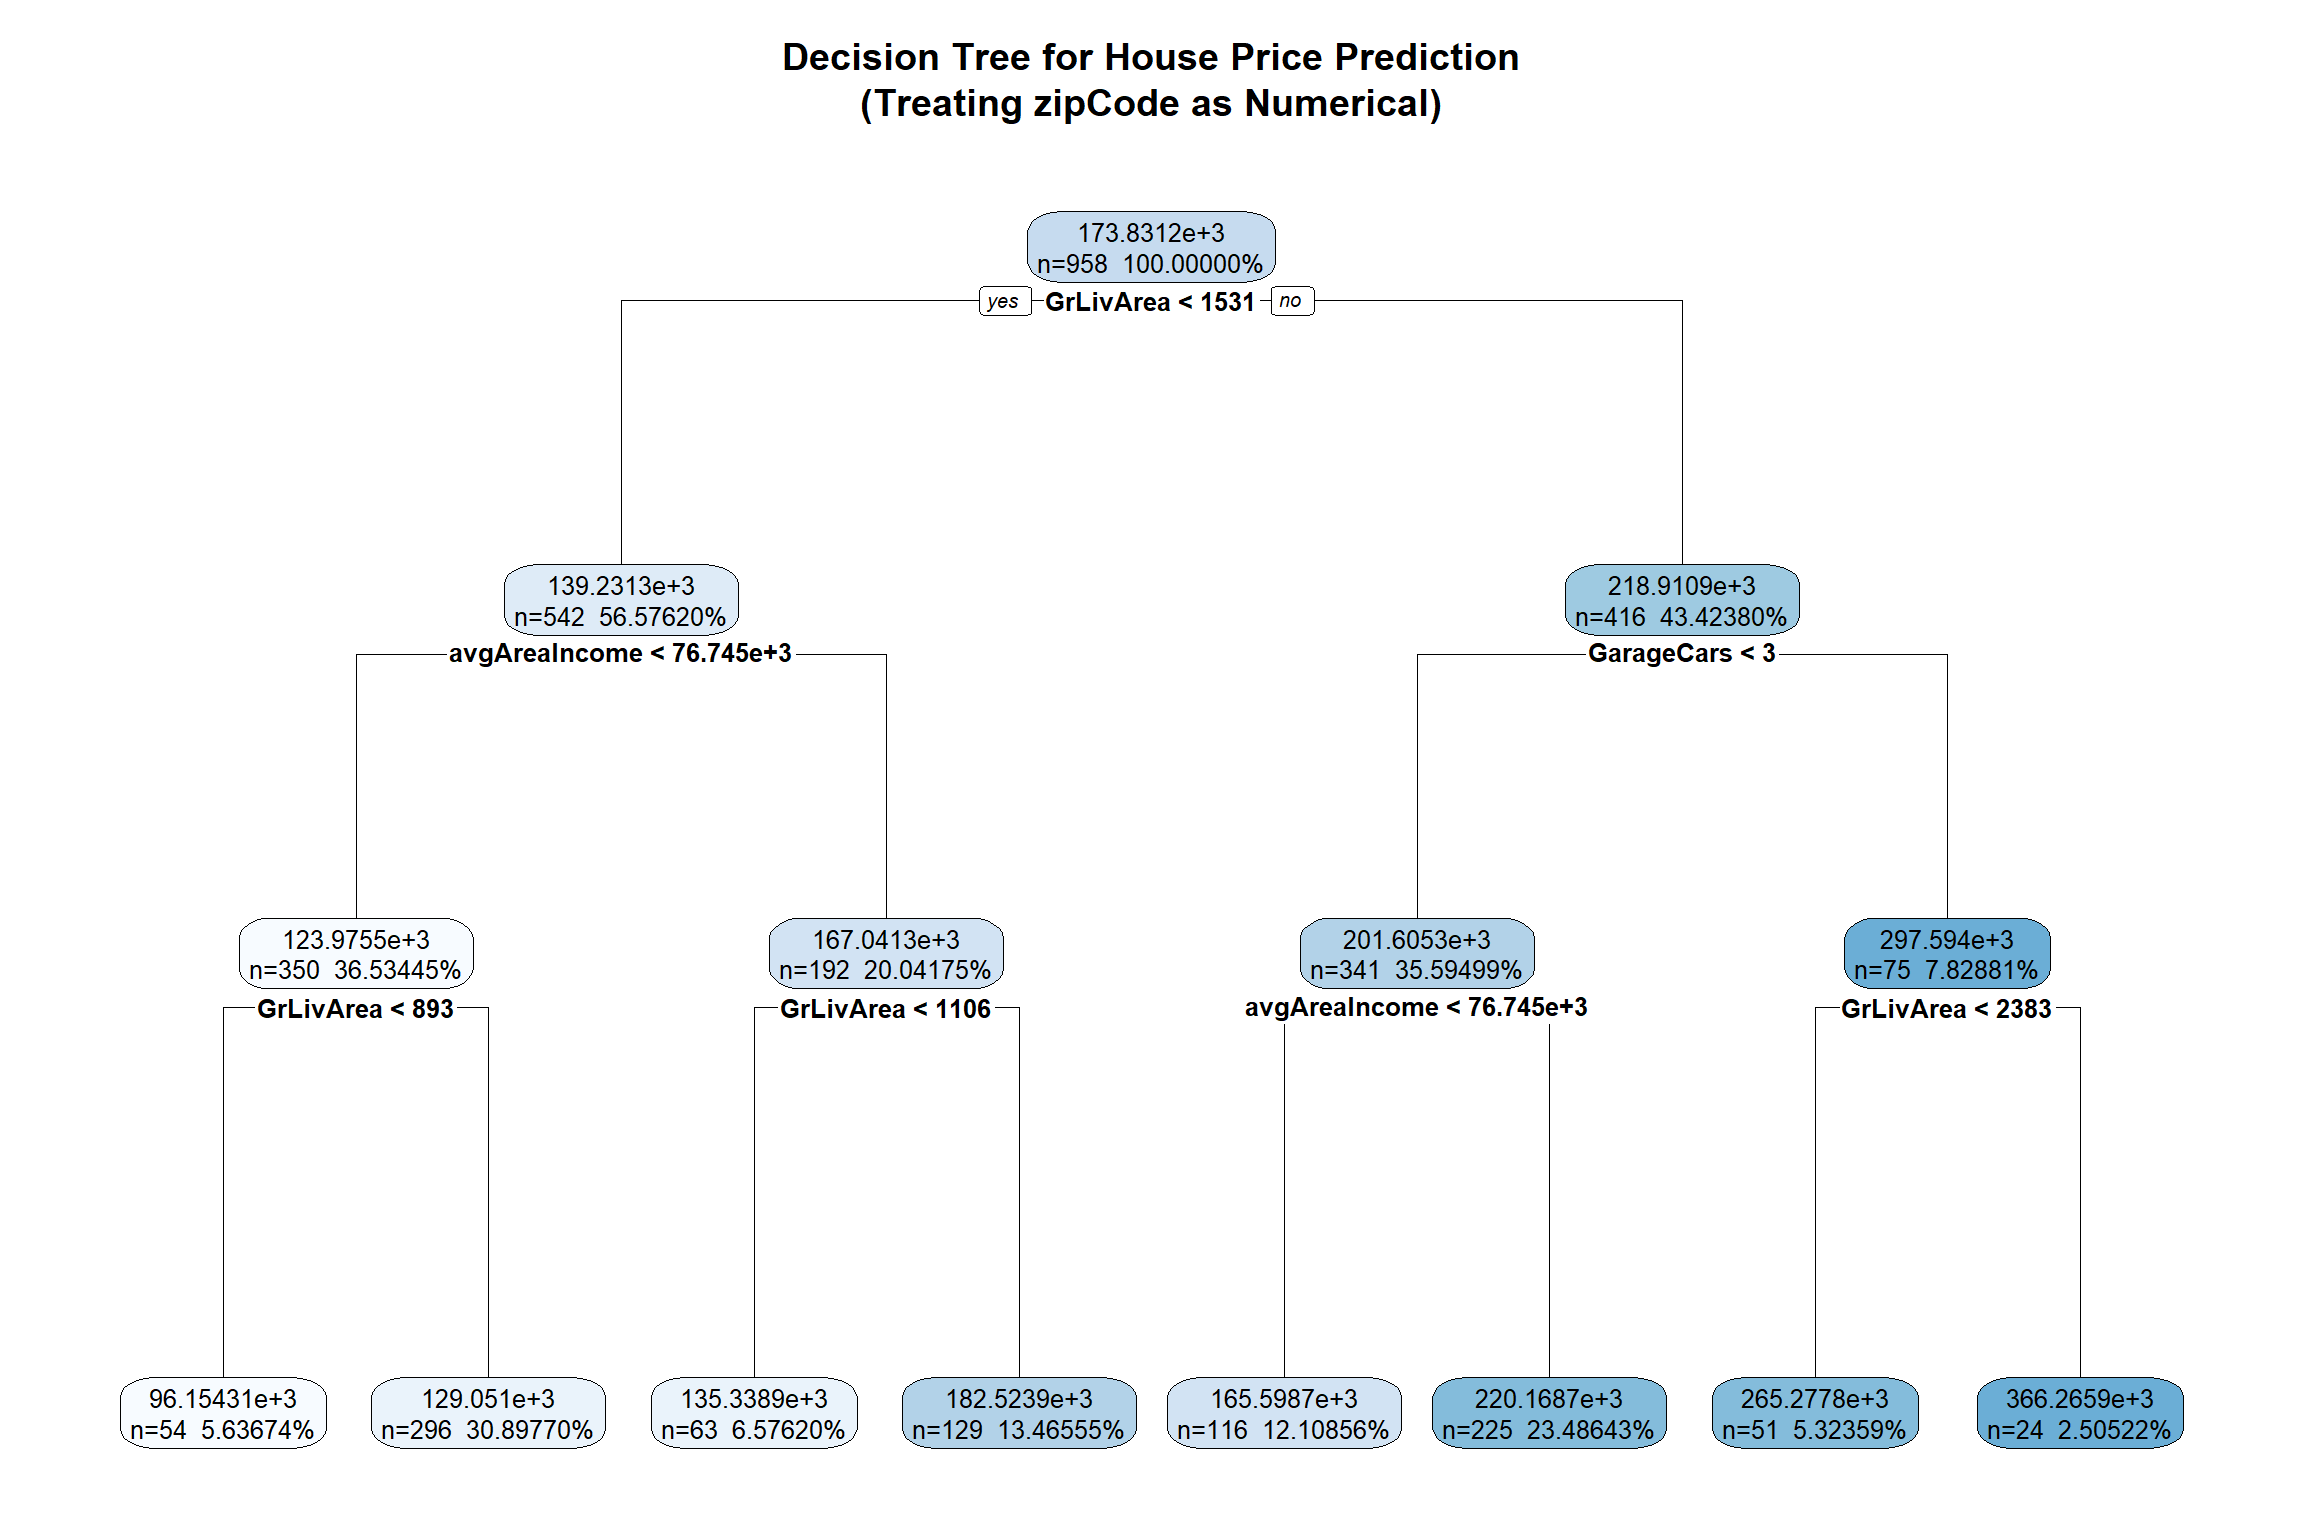 Decision Tree for House Price Prediction
(Treating zipCode as Numerical)
173.8312e+3
n=958 100.00000%
yes GrLivArea < 1531 no
139.2313e+3
n=542 56.57620%
avgAreaIncome < 76.745e+3
218.9109e+3
n=416 43.42380%
GarageCars < 3
123.9755e+3
n=350 36.53445%
GrLivArea < 893
167.0413e+3
n=192 20.04175%
GrLivArea < 1106
201.6053e+3
n=341 35.59499%
avgAreaIncome < 76.745e+3
297.594e+3
n=75 7.82881%
GrLivArea < 2383
96.15431e+3
n=54 5.63674%
129.051e+3
n=296 30.89770%
135.3389e+3
n=63 6.57620%
182.5239e+3
n=129 13.46555%
165.5987e+3
n=116 12.10856%
220.1687e+3
n=225 23.48643%
265.2778e+3
n=51 5.32359%
366.2659e+3
n=24 2.50522%